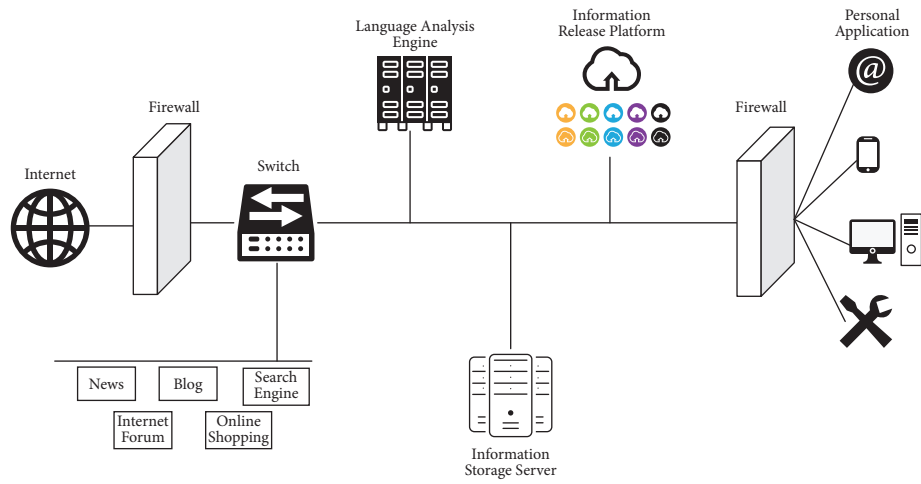 Language Analysis
Engine
Information
Release Platform
Personal
Application
@
Firewall
Firewall
Switch
Internet
News
Blog
Search
Engine
Internet
Forum
Online
Shopping
Information
Storage Server